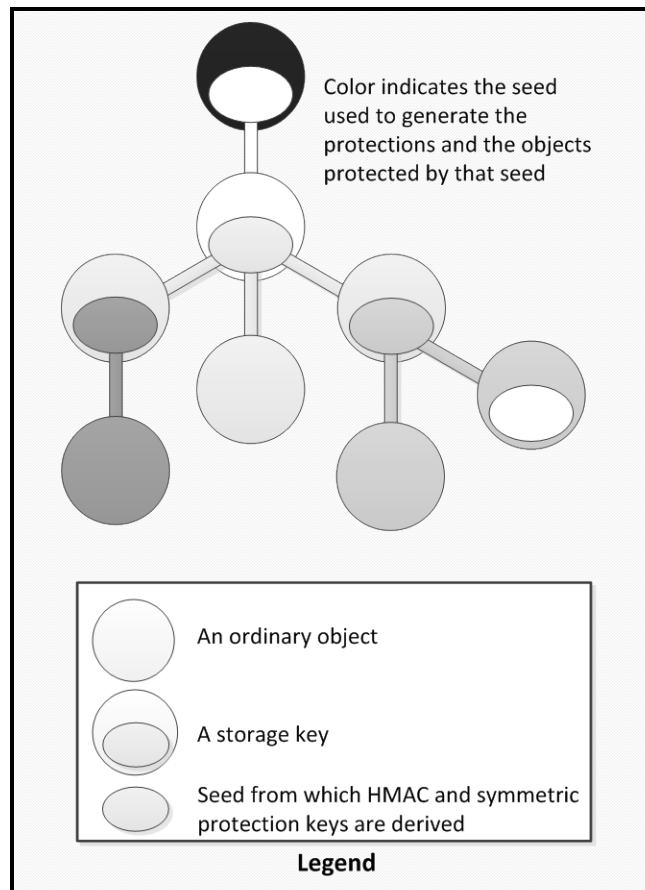 Color indicates the seed
used to generate the
protections and the objects
protected by that seed
An ordinary object
A storage key
Seed from which HMAC and symmetric
protection keys are derived
Legend